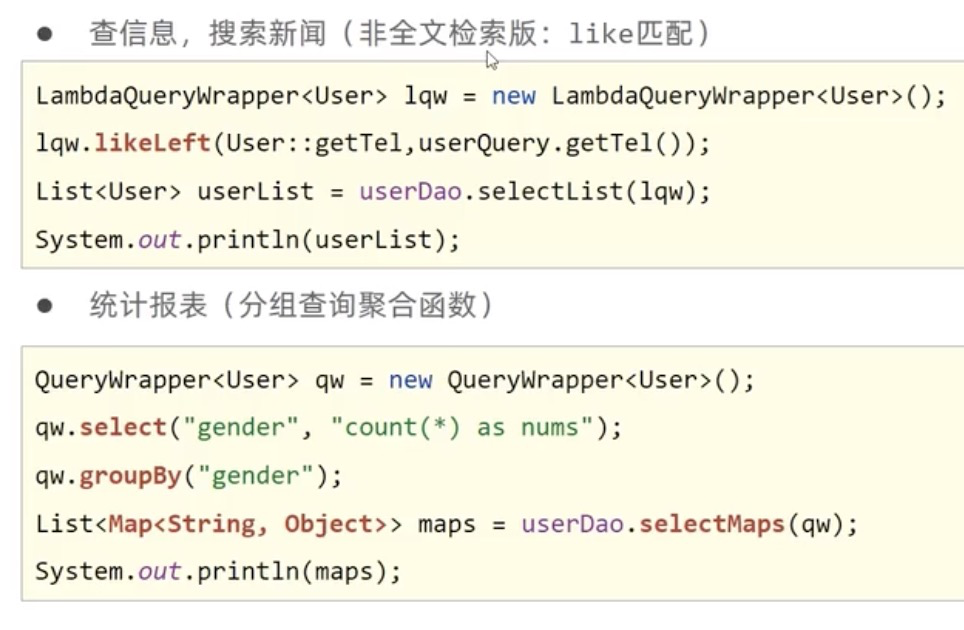 ● 查信息，搜索新闻（非全文检索版：like匹配）
LambdaQueryWrapper<User> lqw = new LambdaQueryWrapper<User>();
lqw.likeLeft(User::getTel,userQuery.getTel());
List<User> userList = userDao.selectList(lqw);
System.out.println(userList);
● 统计报表（分组查询聚合函数）
QueryWrapper<User> qw = new QueryWrapper<User>();
qw.select("gender", "count(*) as nums");
qw.groupBy("gender");
List<Map<String, Object>> maps = userDao.selectMaps(qw);
System.out.println(maps);